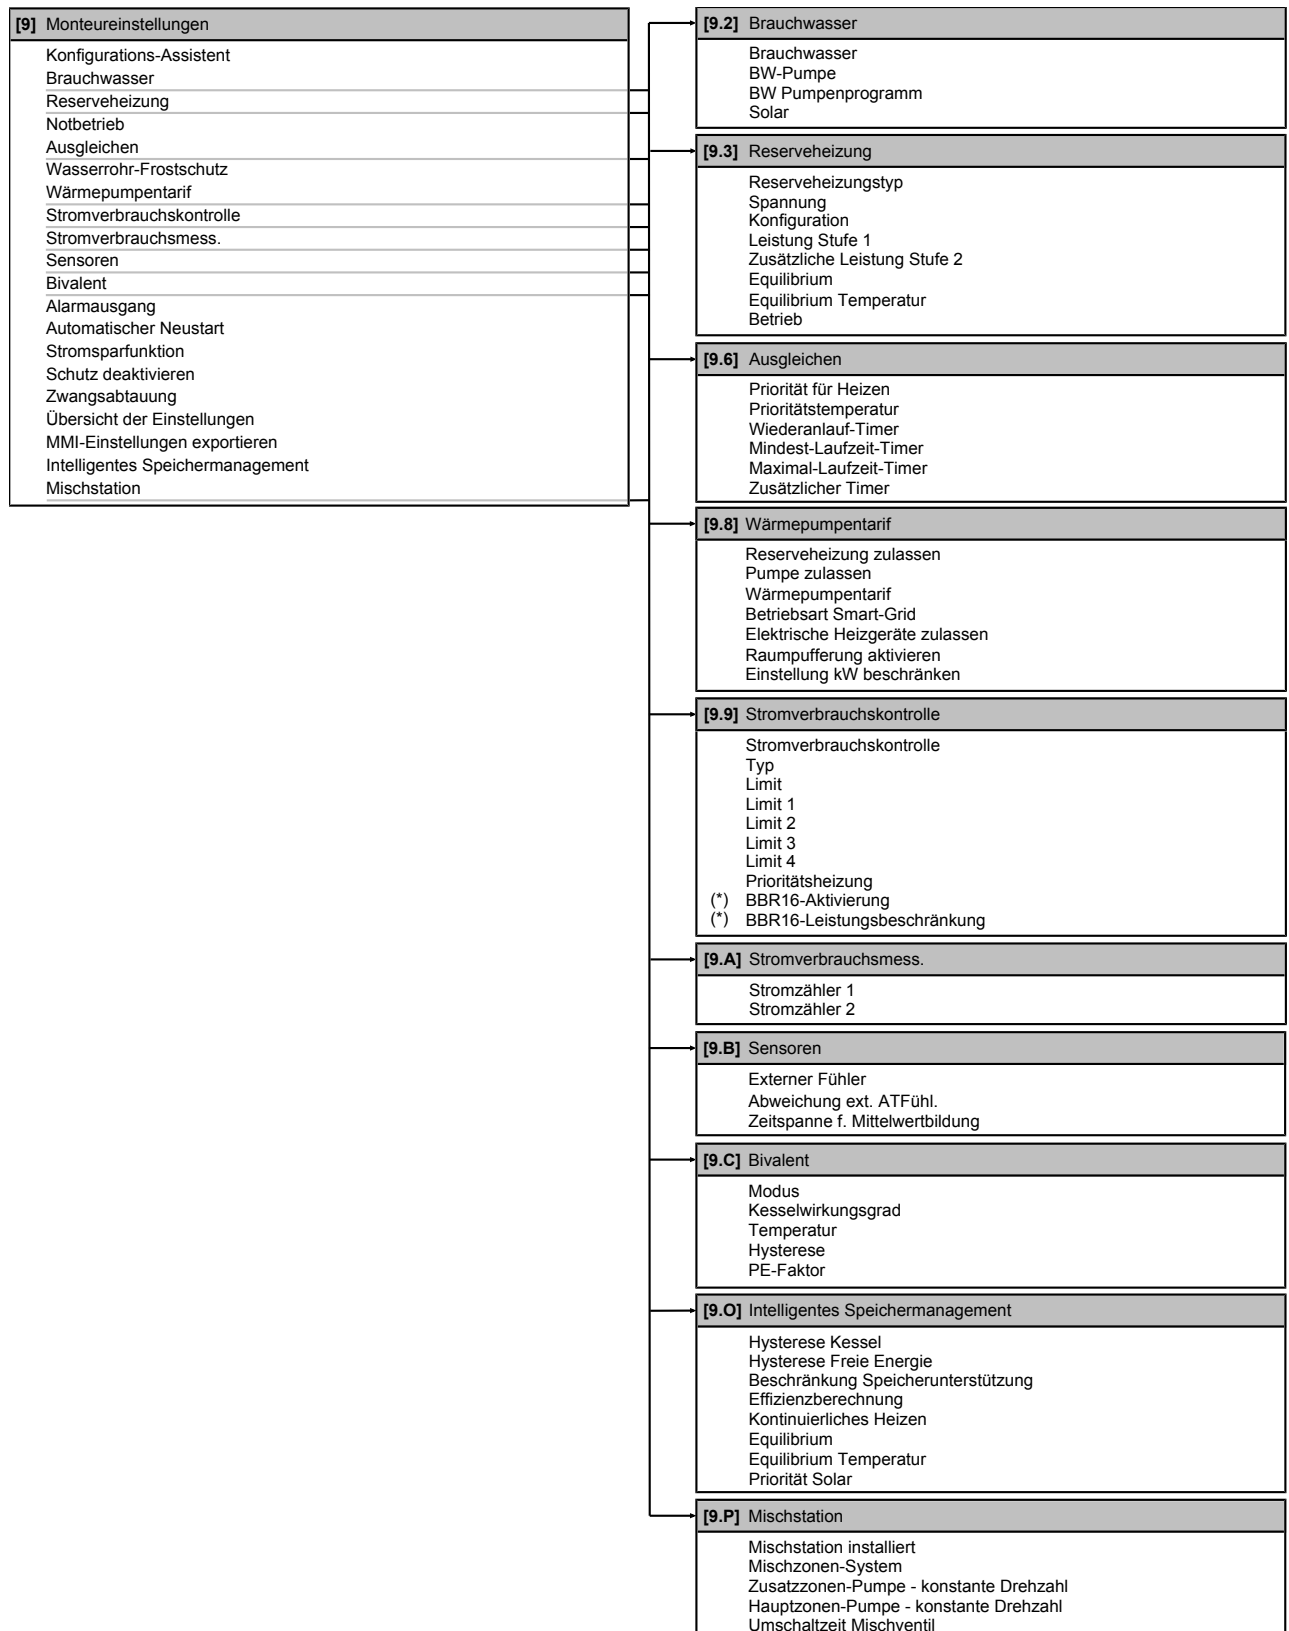 [9] Monteureinstellungen
Konfigurations-Assistent
Brauchwasser
Reserveheizung
Notbetrieb
Ausgleichen
Wasserrohr-Frostschutz
Wärmepumpentarif
Stromverbrauchskontrolle
Stromverbrauchsmess.
Sensoren
Bivalent
Alarmausgang
Automatischer Neustart
Stromsparfunktion
Schutz deaktivieren
Zwangsabtauung
Übersicht der Einstellungen
MMI-Einstellungen exportieren
Intelligentes Speichermanagement
Mischstation
[9.2] Brauchwasser
Brauchwasser
BW-Pumpe
BW Pumpenprogramm
Solar
[9.3] Reserveheizung
Reserveheizungstyp
Spannung
Konfiguration
Leistung Stufe 1
Zusätzliche Leistung Stufe 2
Equilibrium
Equilibrium Temperatur
Betrieb
[9.6] Ausgleichen
Priorität für Heizen
Prioritätstemperatur
Wiederanlauf-Timer
Mindest-Laufzeit-Timer
Maximal-Laufzeit-Timer
Zusätzlicher Timer
[9.8] Wärmepumpentarif
Reserveheizung zulassen
Pumpe zulassen
Wärmepumpentarif
Betriebsart Smart-Grid
Elektrische Heizgeräte zulassen
Raumpufferung aktivieren
Einstellung kW beschränken
[9.9] Stromverbrauchskontrolle
Stromverbrauchskontrolle
Typ
Limit
Limit 1
Limit 2
Limit 3
Limit 4
Prioritätsheizung
(*) BBR16-Aktivierung
(*) BBR16-Leistungsbeschränkung
[9.A] Stromverbrauchsmess.
Stromzähler 1
Stromzähler 2
[9.B] Sensoren
Externer Fühler
Abweichung ext. ATFühl.
Zeitspanne f. Mittelwertbildung
[9.C] Bivalent
Modus
Kesselwirkungsgrad
Temperatur
Hysterese
PE-Faktor
[9.O] Intelligentes Speichermanagement
Hysterese Kessel
Hysterese Freie Energie
Beschränkung Speicherunterstützung
Effizienzberechnung
Kontinuierliches Heizen
Equilibrium
Equilibrium Temperatur
Priorität Solar
[9.P] Mischstation
Mischstation installiert
Mischzonen-System
Zusatzzonen-Pumpe - konstante Drehzahl
Hauptzonen-Pumpe - konstante Drehzahl
Umschaltzeit Mischventil